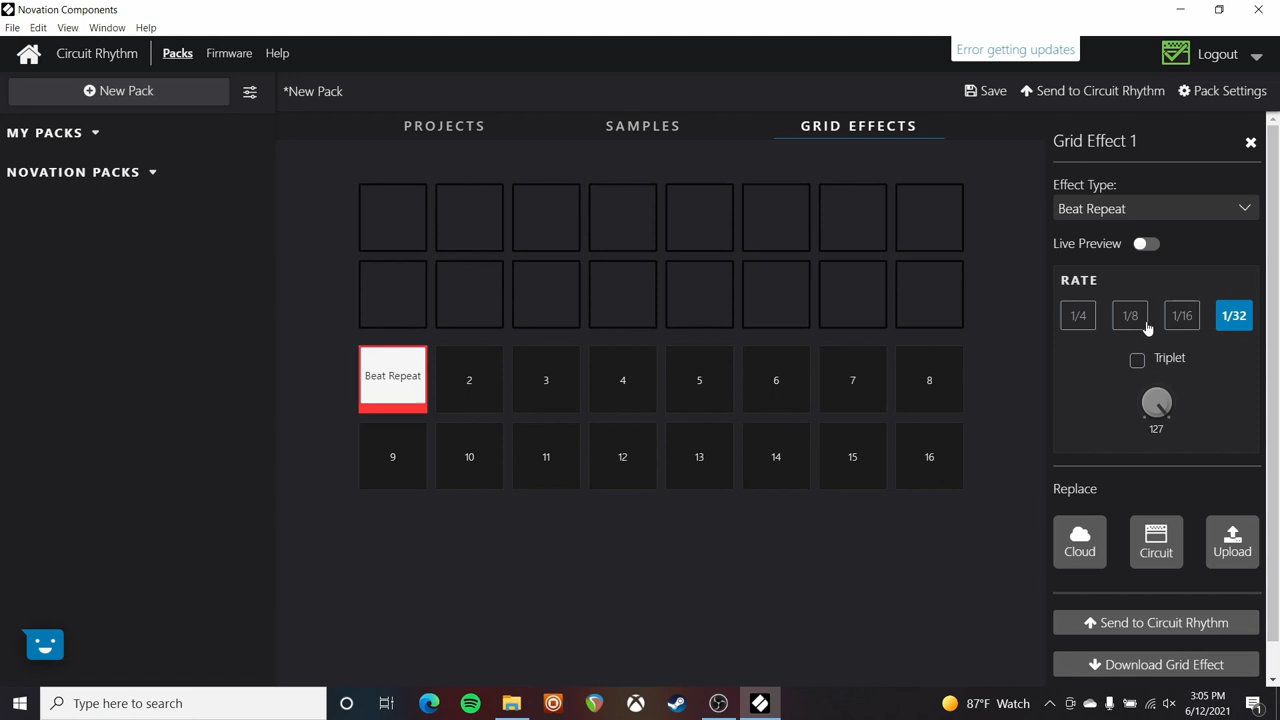 Novation Components
File Edit View Window Help
Circuit Rhythm Packs Firmware Help
Error getting updates
Logout
New Pack
*New Pack
Save Send to Circuit Rhythm Pack Settings
MY PACKS
NOVATION PACKS
PROJECTS SAMPLES GRID EFFECTS
Grid Effect 1
Effect Type:
Beat Repeat
Live Preview
RATE
1/4 1/8 1/16 1/32
Triplet
127
Beat Repeat 2 3 4 5 6 7 8
9 10 11 12 13 14 15 16
Replace
Cloud Circuit Upload
Send to Circuit Rhythm
Download Grid Effect
Type here to search
87°F Watch
3:05 PM
6/12/2021
1